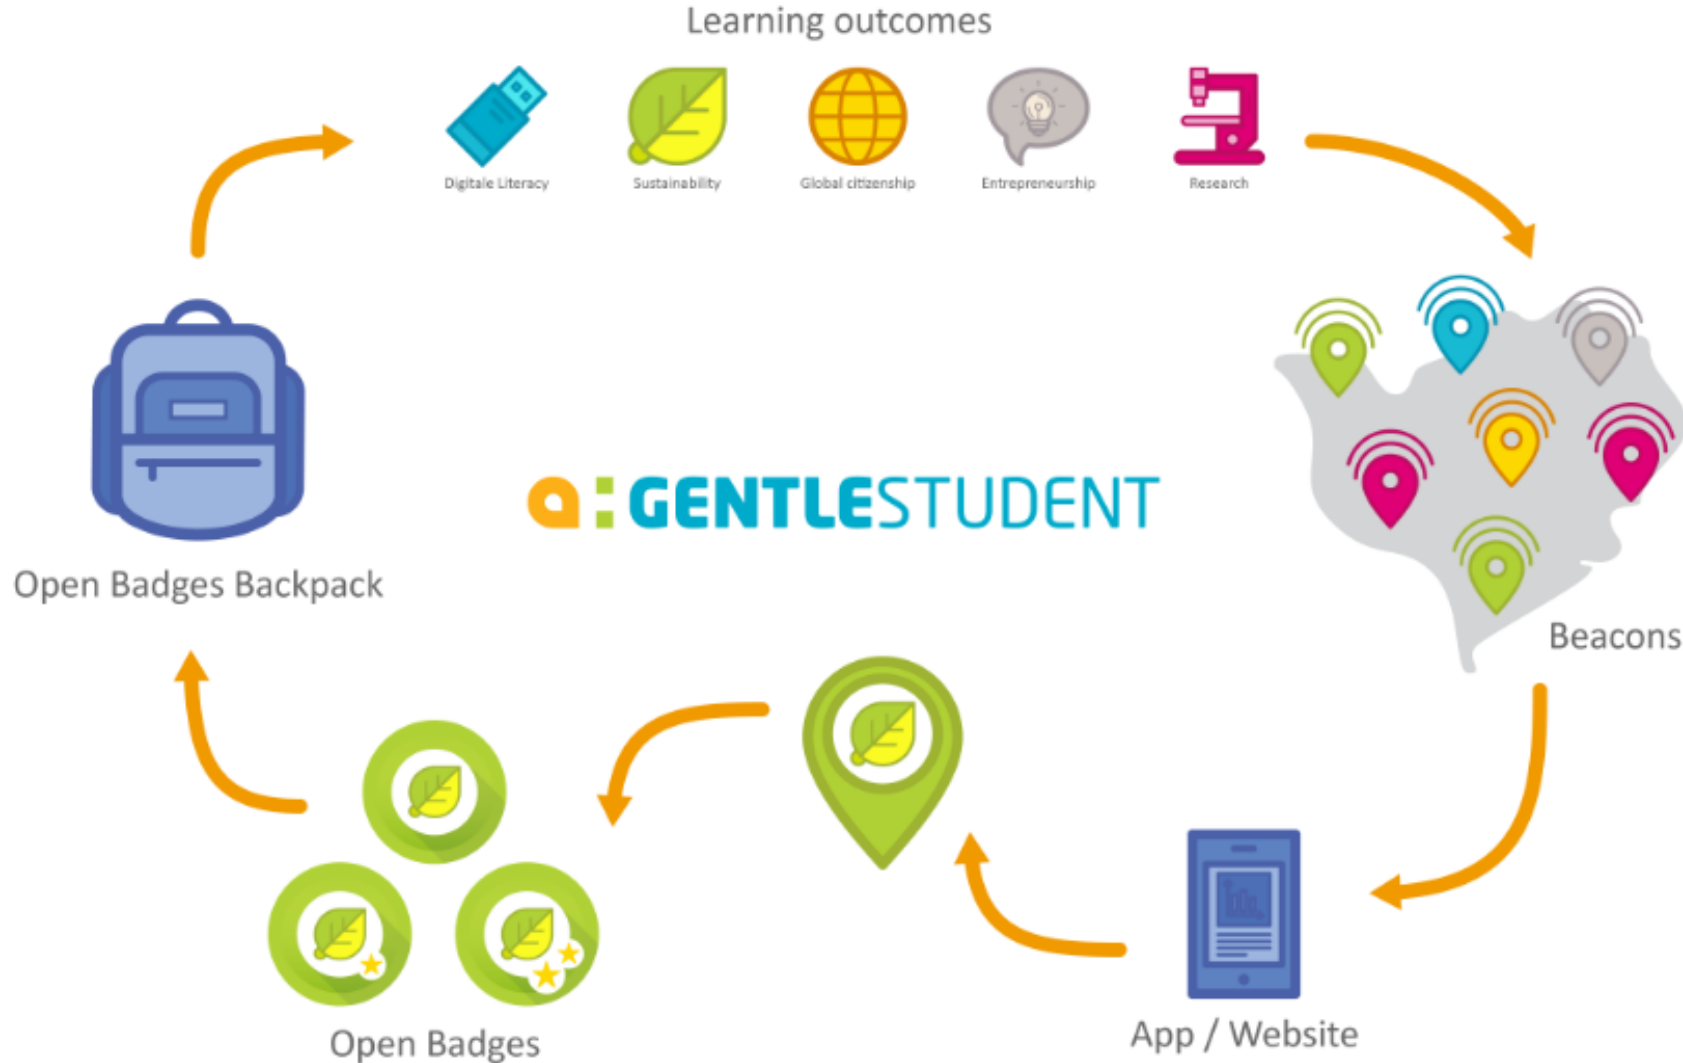 Learning outcomes
Digitale Literacy
Sustainability
Global citizenship
Entrepreneurship
Research
a:GENTLESTUDENT
Open Badges Backpack
Beacons
Open Badges
App / Website